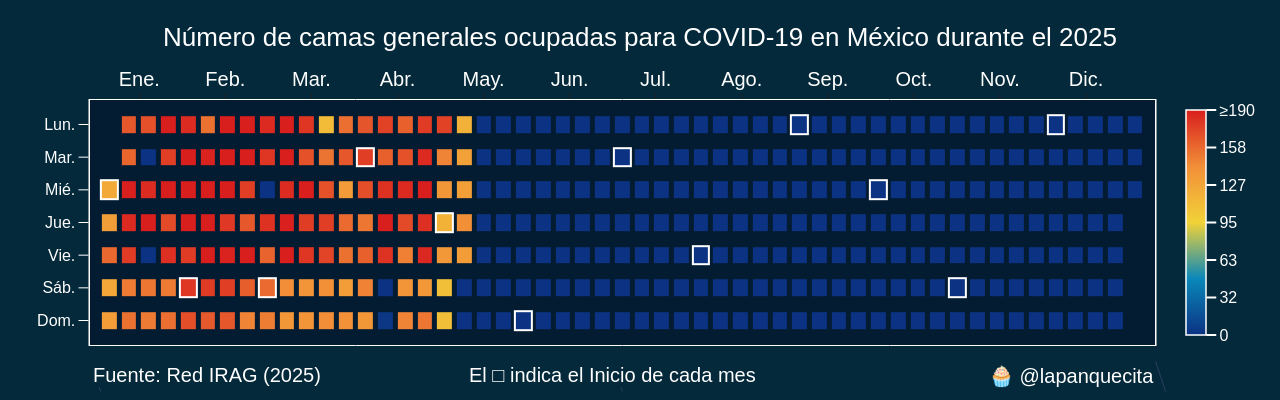 Número de camas generales ocupadas para COVID-19 en México durante el 2025
Ene. Feb. Mar. Abr. May. Jun. Jul. Ago. Sep. Oct. Nov. Dic.
Lun.
Mar.
Mié.
Jue.
Vie.
Sáb.
Dom.
≥190
158
127
95
63
32
0
Fuente: Red IRAG (2025)
El □ indica el Inicio de cada mes
🧁 @lapanquecita